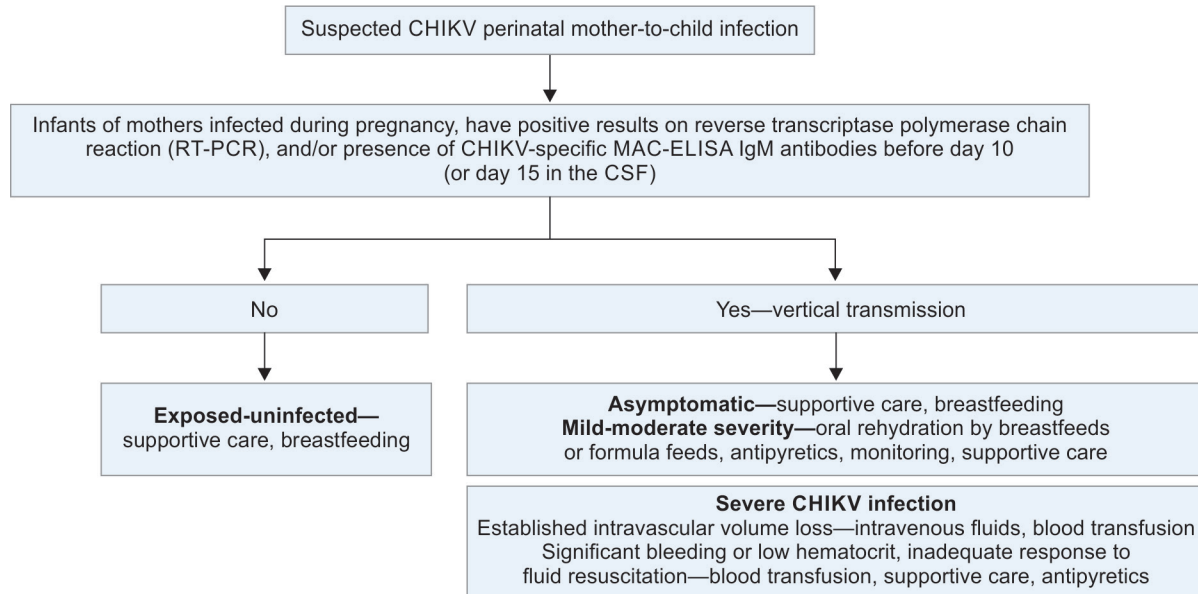 Suspected CHIKV perinatal mother-to-child infection
Infants of mothers infected during pregnancy, have positive results on reverse transcriptase polymerase chain
reaction (RT-PCR), and/or presence of CHIKV-specific MAC-ELISA IgM antibodies before day 10
(or day 15 in the CSF)
No
Yes—vertical transmission
Exposed-uninfected—
supportive care, breastfeeding
Asymptomatic—supportive care, breastfeeding
Mild-moderate severity—oral rehydration by breastfeeds
or formula feeds, antipyretics, monitoring, supportive care
Severe CHIKV infection
Established intravascular volume loss—intravenous fluids, blood transfusion
Significant bleeding or low hematocrit, inadequate response to
fluid resuscitation—blood transfusion, supportive care, antipyretics